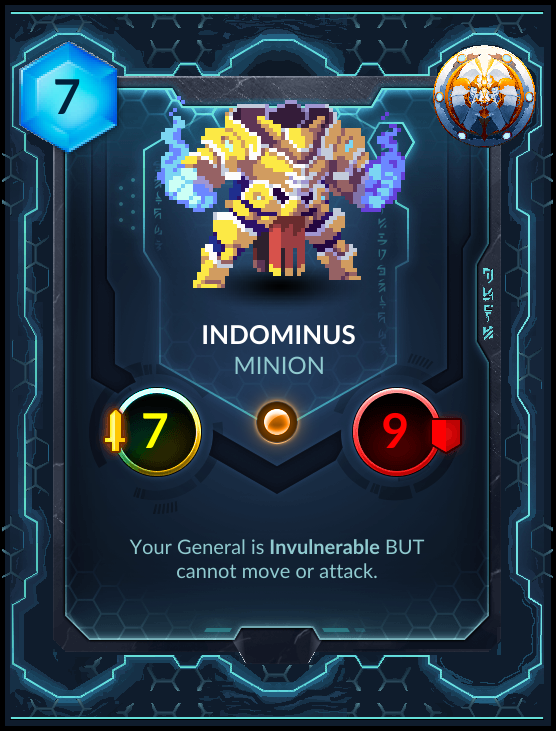 7
INDOMINUS
MINION
7
9
Your General is Invulnerable BUT
cannot move or attack.